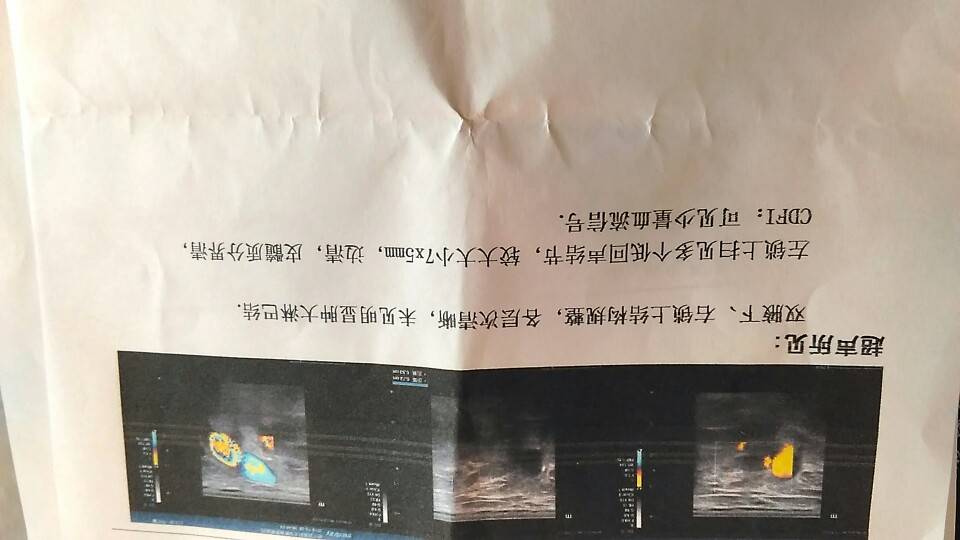 超声所见：
双腋下、右锁上结构规整，各层次清晰，未见明显肿大淋巴结.
左锁上扫见多个低回声结节，较大大小7x5mm，边清，皮髓质分界清，
CDFI：可见少量血流信号.